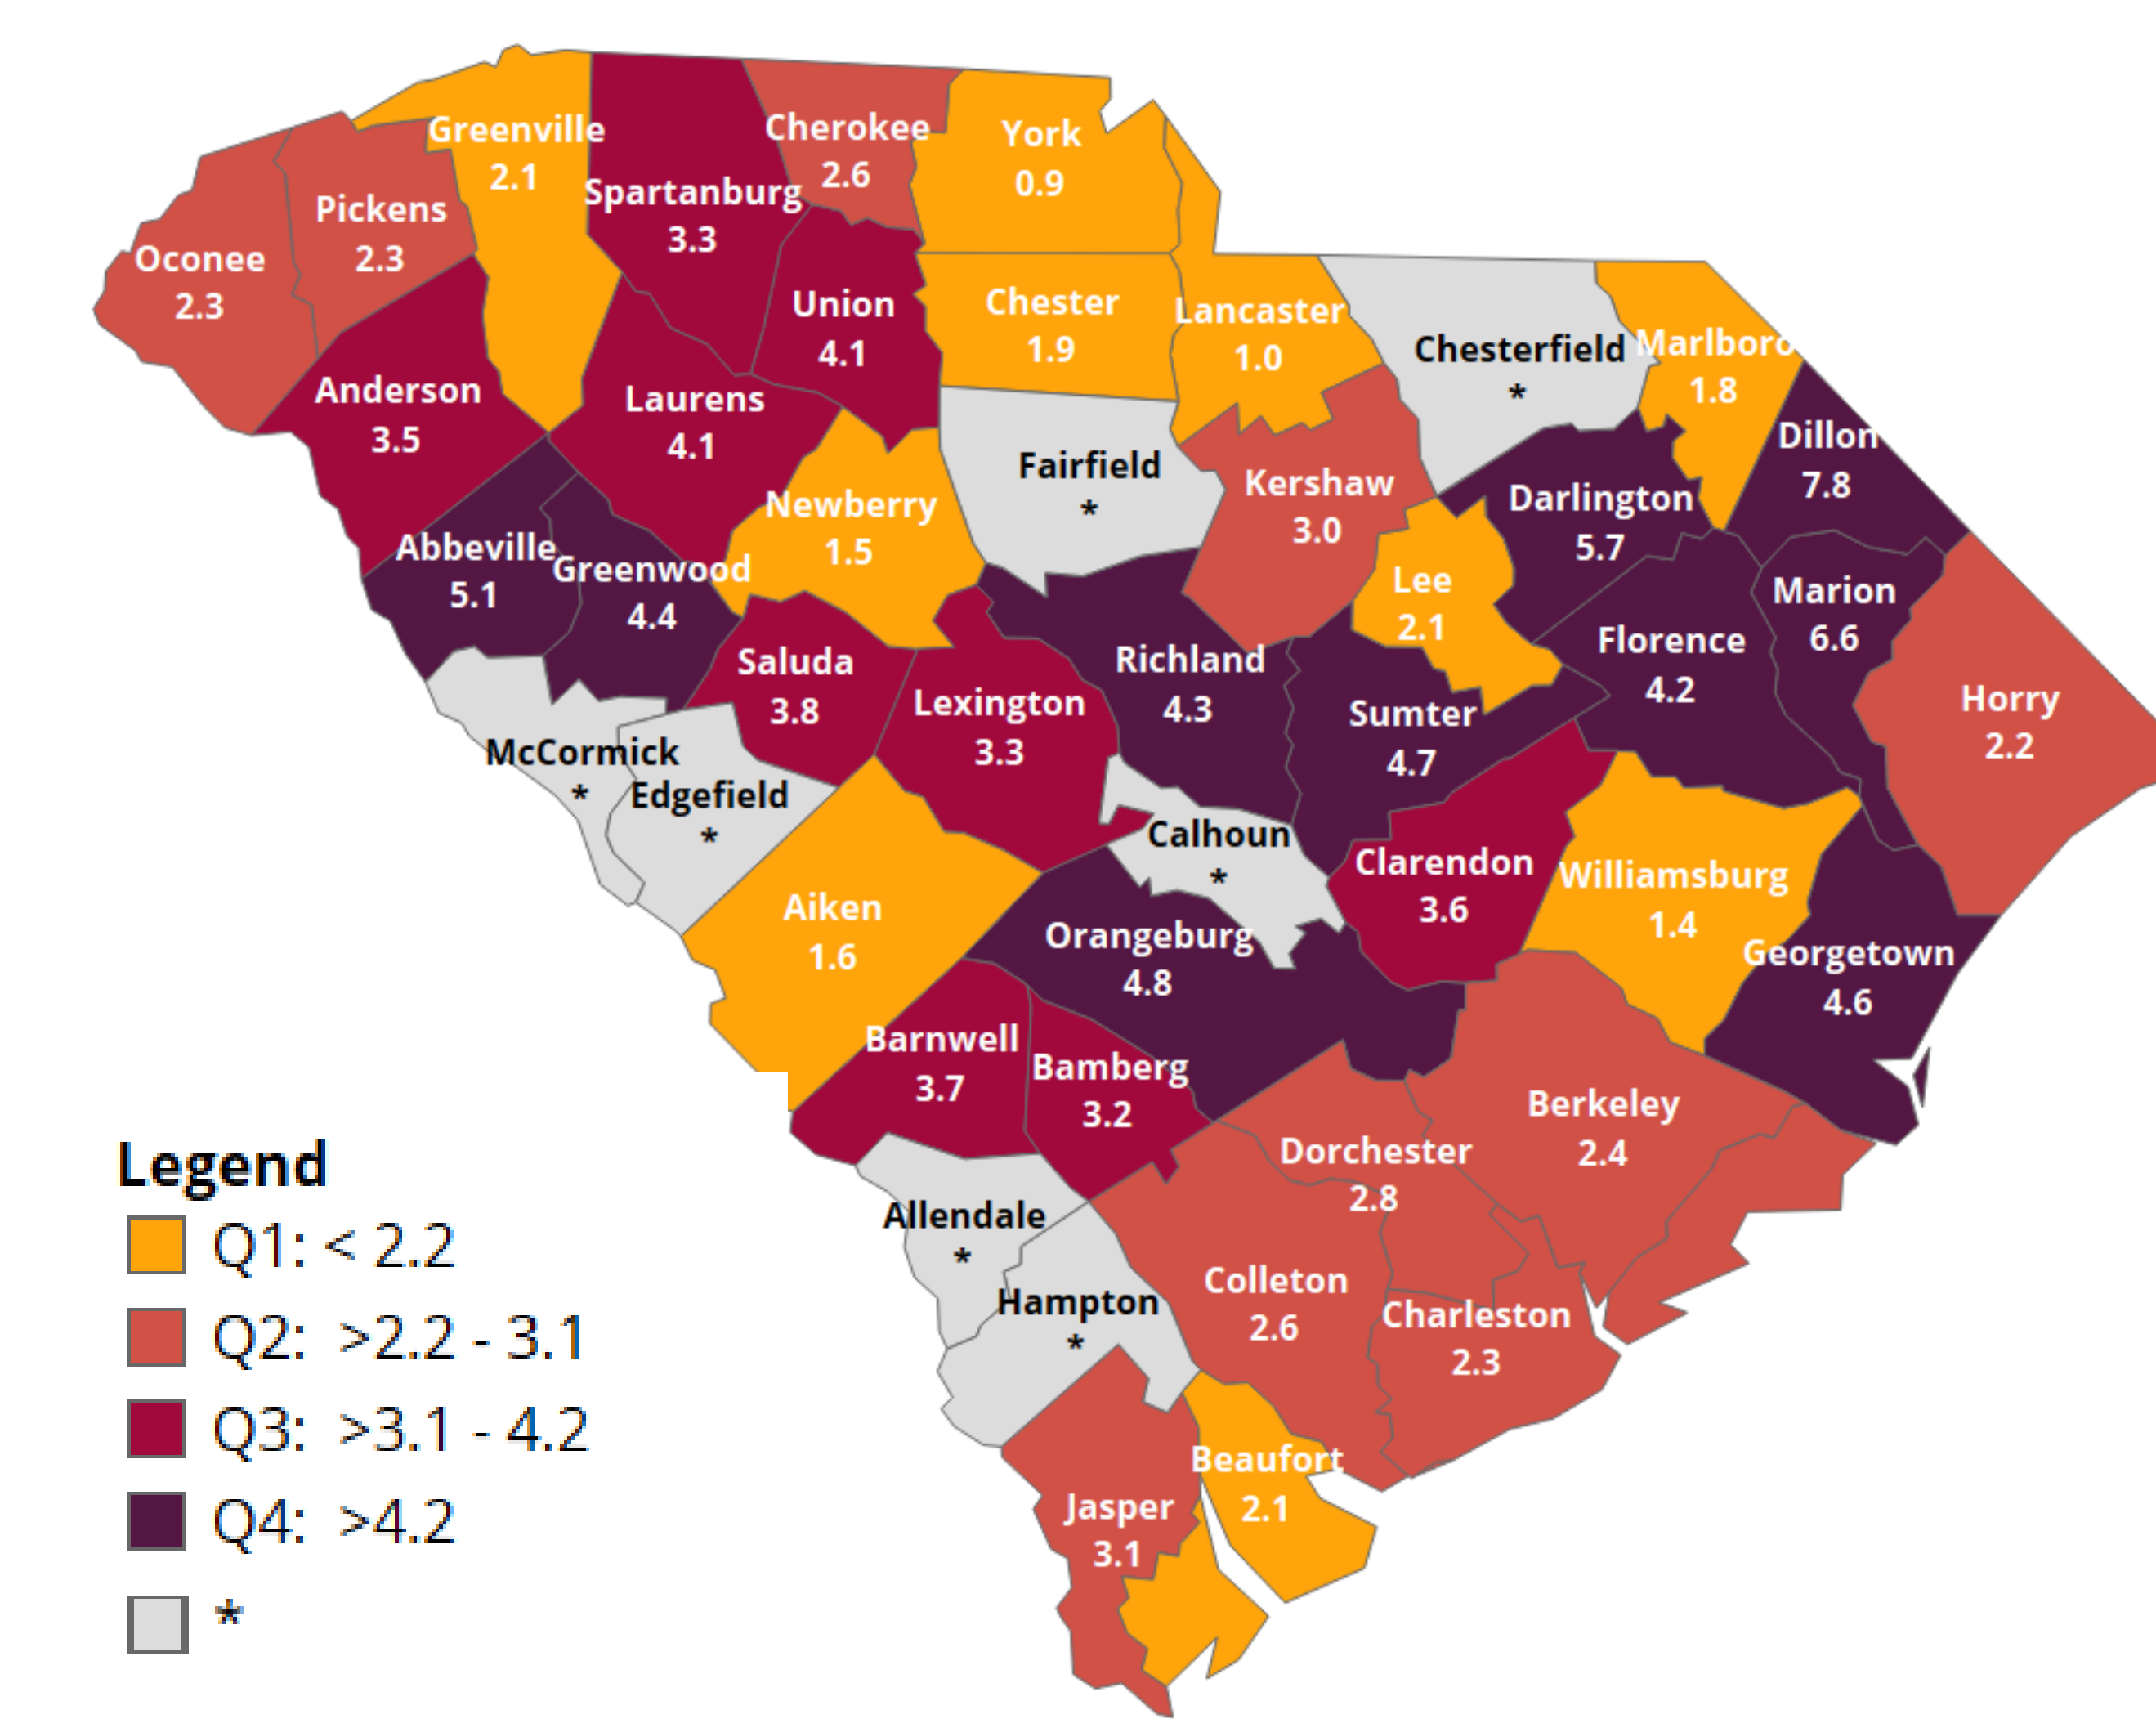 Greenville
2.1
Cherokee
2.6
York
0.9
Spartanburg
3.3
Pickens
2.3
Oconee
2.3
Union
4.1
Chester
1.9
Lancaster
1.0
Chesterfield
*
Marlboro
1.8
Anderson
3.5
Laurens
4.1
Dillon
7.8
Fairfield
*
Kershaw
3.0
Darlington
5.7
Newberry
1.5
Abbeville
5.1
Greenwood
4.4
Lee
2.1
Marion
6.6
Florence
4.2
Saluda
3.8
Richland
4.3
Lexington
3.3
Sumter
4.7
Horry
2.2
McCormick
*
Edgefield
*
Calhoun
*
Clarendon
3.6
Williamsburg
1.4
Aiken
1.6
Orangeburg
4.8
Georgetown
4.6
Barnwell
3.7
Bamberg
3.2
Berkeley
2.4
Dorchester
2.8
Allendale
*
Colleton
2.6
Hampton
*
Charleston
2.3
Beaufort
2.1
Jasper
3.1
Legend
Q1: < 2.2
Q2: >2.2 - 3.1
Q3: >3.1 - 4.2
Q4: >4.2
*